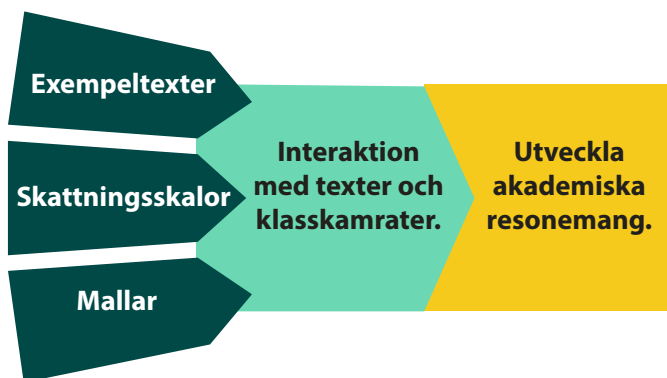 Exempeltexter
Skattningsskalor
Mallar
Interaktion
med texter och
klasskamrater.
Utveckla
akademiska
resonemang.